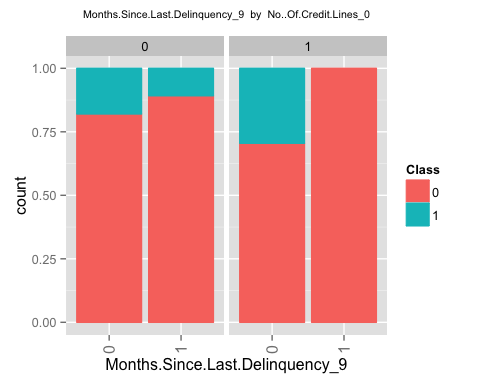 Months.Since.Last.Delinquency_9 by No..Of.Credit.Lines_0
0 1
1.00
0.75
0.50
0.25
0.00
count
0 1 0 1
Months.Since.Last.Delinquency_9
Class
0
1